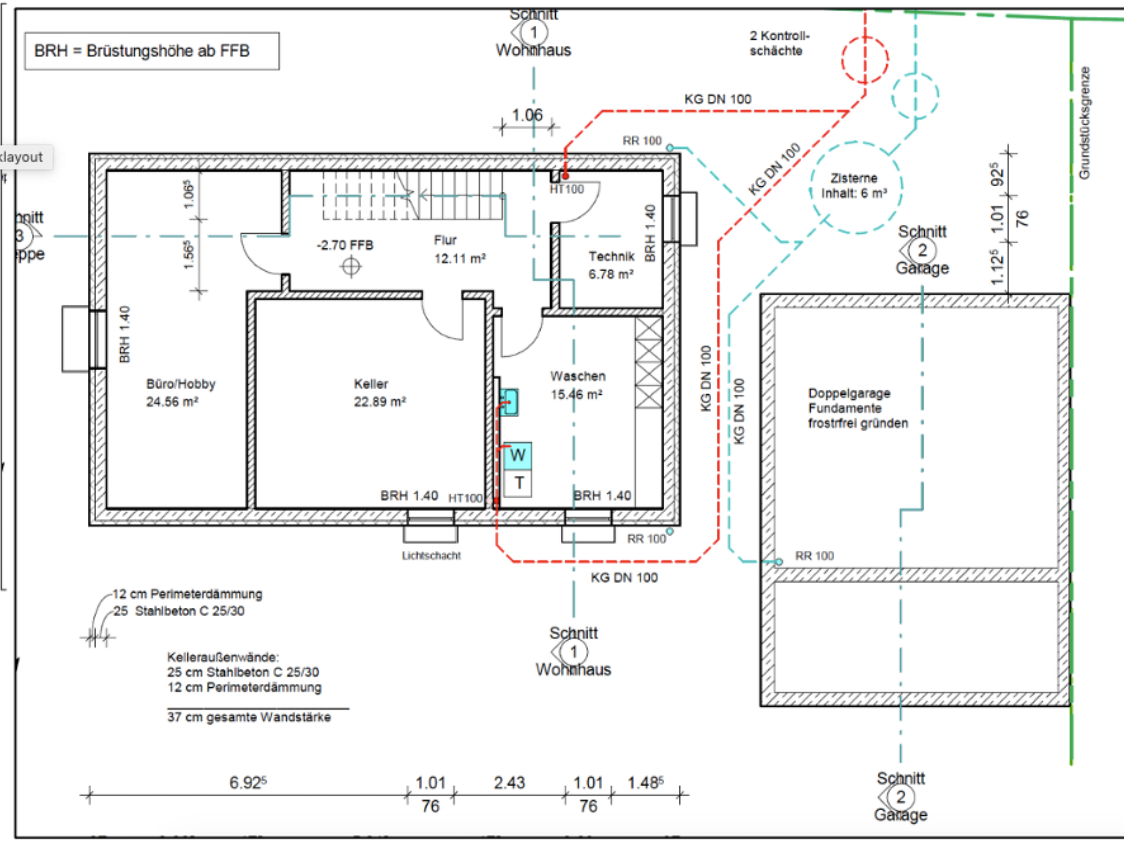 BRH = Brüstungshöhe ab FFB
Schnitt
1
Wohnhaus
2 Kontroll-
schächte
Grundstücksgrenze
KG DN 100
1.06
RR 100
KG DN 100
klayout
HT100
Zisterne
Inhalt: 6 m³
92⁵
1.01
76
1.12⁵
1.06⁵
1.56⁵
3
-2.70 FFB
Flur
12.11 m²
Technik
6.78 m²
BRH 1.40
Schnitt
2
Garage
BRH 1.40
Büro/Hobby
24.56 m²
Keller
22.89 m²
Waschen
15.46 m²
KG DN 100
KG DN 100
Doppelgarage
Fundamente
frostfrei gründen
W
T
BRH 1.40
HT100
BRH 1.40
Lichtschacht
RR 100
RR 100
KG DN 100
12 cm Perimeterdämmung
25 Stahlbeton C 25/30
Schnitt
1
Wohnhaus
Kelleraußenwände:
25 cm Stahlbeton C 25/30
12 cm Perimeterdämmung
37 cm gesamte Wandstärke
6.92⁵
1.01
76
2.43
1.01
76
1.48⁵
Schnitt
2
Garage